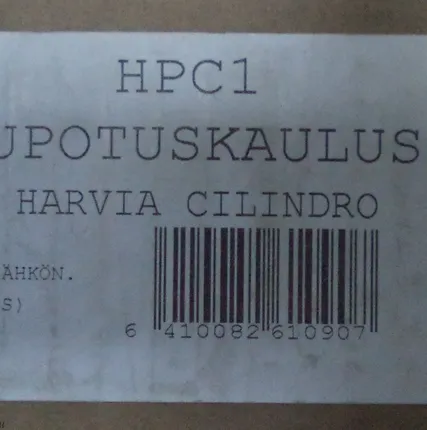 HPC1
UPOTUSKAULUS
HARVIA CILINDRO
ÄHKÖN.
S)
6 410082 610907